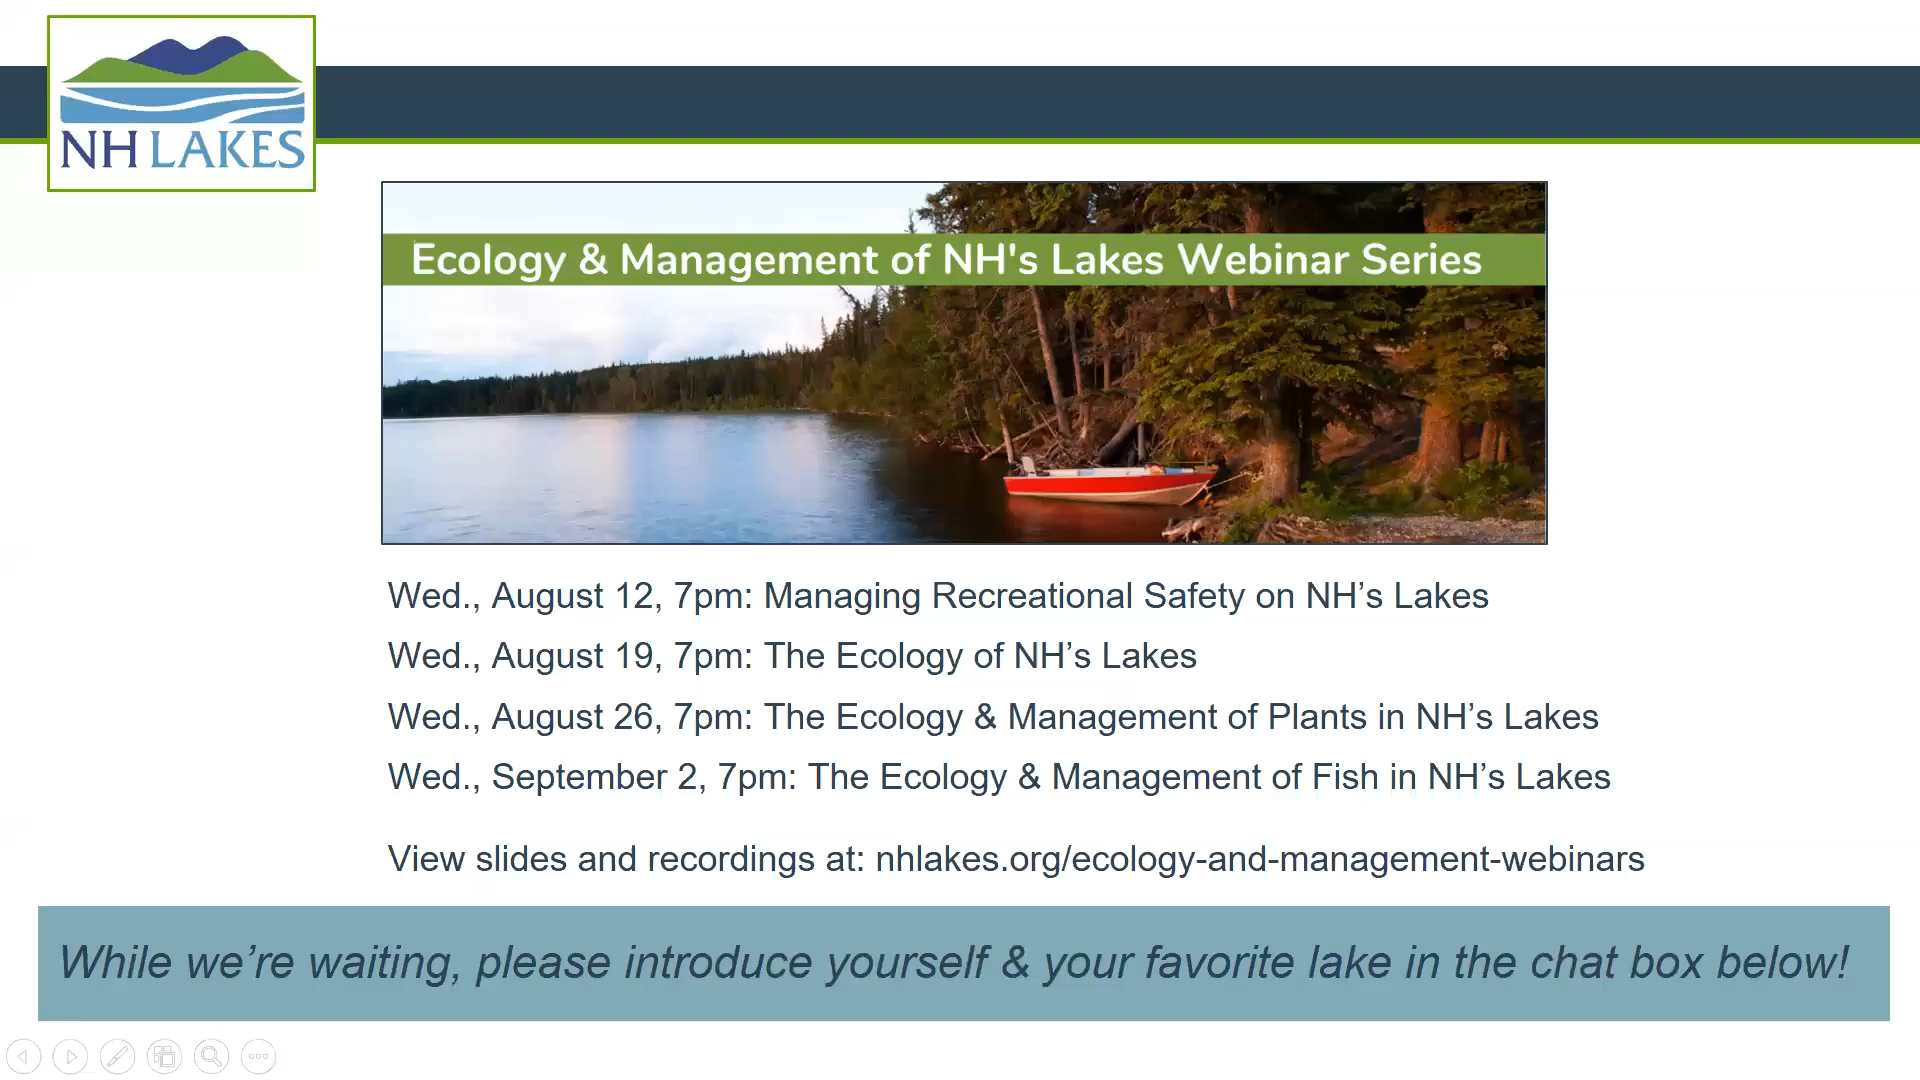 NH LAKES
Ecology & Management of NH's Lakes Webinar Series
Wed., August 12, 7pm: Managing Recreational Safety on NH’s Lakes
Wed., August 19, 7pm: The Ecology of NH’s Lakes
Wed., August 26, 7pm: The Ecology & Management of Plants in NH’s Lakes
Wed., September 2, 7pm: The Ecology & Management of Fish in NH’s Lakes
View slides and recordings at: nhlakes.org/ecology-and-management-webinars
While we’re waiting, please introduce yourself & your favorite lake in the chat box below!